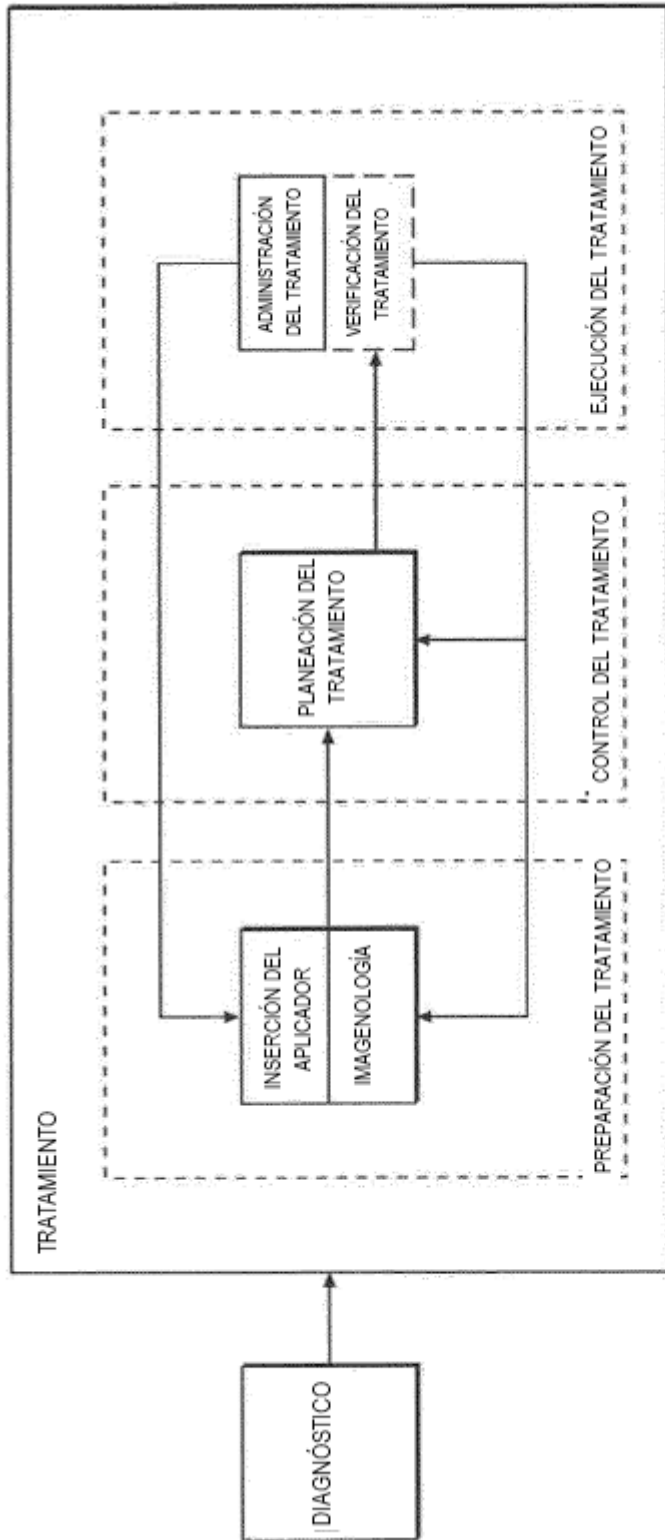 DIAGNÓSTICO
TRATAMIENTO
INSERCIÓN DEL
APLICADOR
IMAGENOLOGÍA
PREPARACIÓN DEL TRATAMIENTO
PLANEACIÓN DEL
TRATAMIENTO
CONTROL DEL TRATAMIENTO
ADMINISTRACIÓN
DEL TRATAMIENTO
VERIFICACIÓN DEL
TRATAMIENTO
EJECUCIÓN DEL TRATAMIENTO